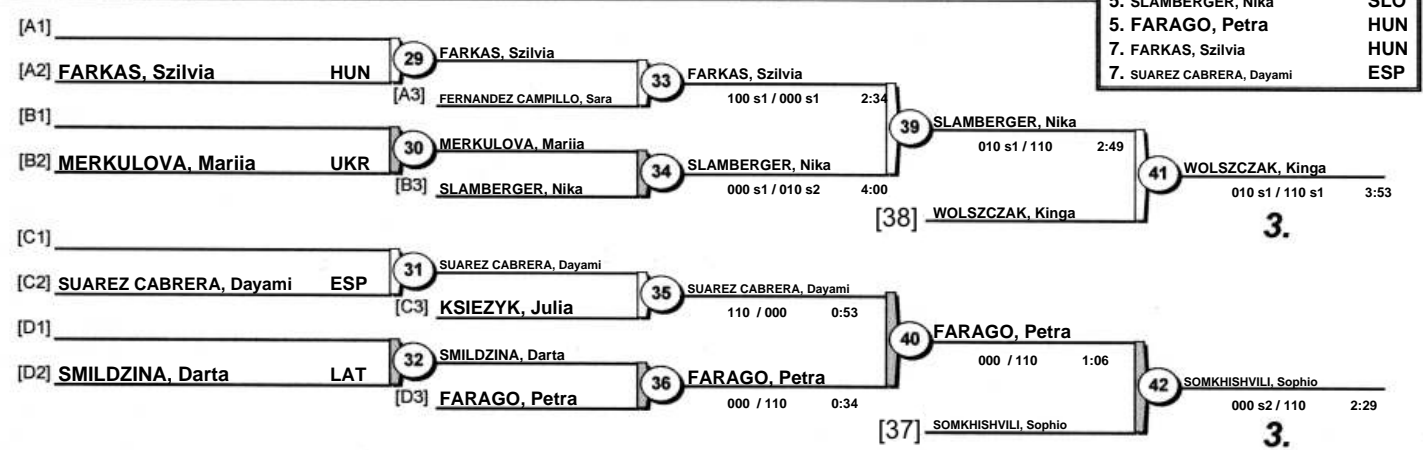 5. SLAMBERGER, Nika SLO
5. FARAGO, Petra HUN
7. FARKAS, Szilvia HUN
7. SUAREZ CABRERA, Dayami ESP
[A1]
[A2] FARKAS, Szilvia HUN
29
FARKAS, Szilvia
[A3] FERNANDEZ CAMPILLO, Sara
33
FARKAS, Szilvia
100 s1 / 000 s1 2:34
[B1]
[B2] MERKULOVA, Mariia UKR
30
MERKULOVA, Mariia
[B3] SLAMBERGER, Nika
34
SLAMBERGER, Nika
000 s1 / 010 s2 4:00
39
SLAMBERGER, Nika
010 s1 / 110 2:49
[38] WOLSZCZAK, Kinga
41
WOLSZCZAK, Kinga
010 s1 / 110 s1 3:53
3.
[C1]
[C2] SUAREZ CABRERA, Dayami ESP
31
SUAREZ CABRERA, Dayami
[C3] KSIEZYK, Julia
35
SUAREZ CABRERA, Dayami
110 / 000 0:53
[D1]
[D2] SMILDZINA, Darta LAT
32
SMILDZINA, Darta
[D3] FARAGO, Petra
36
FARAGO, Petra
000 / 110 0:34
40
FARAGO, Petra
000 / 110 1:06
[37] SOMKHISHVILI, Sophio
42
SOMKHISHVILI, Sophio
000 s2 / 110 2:29
3.